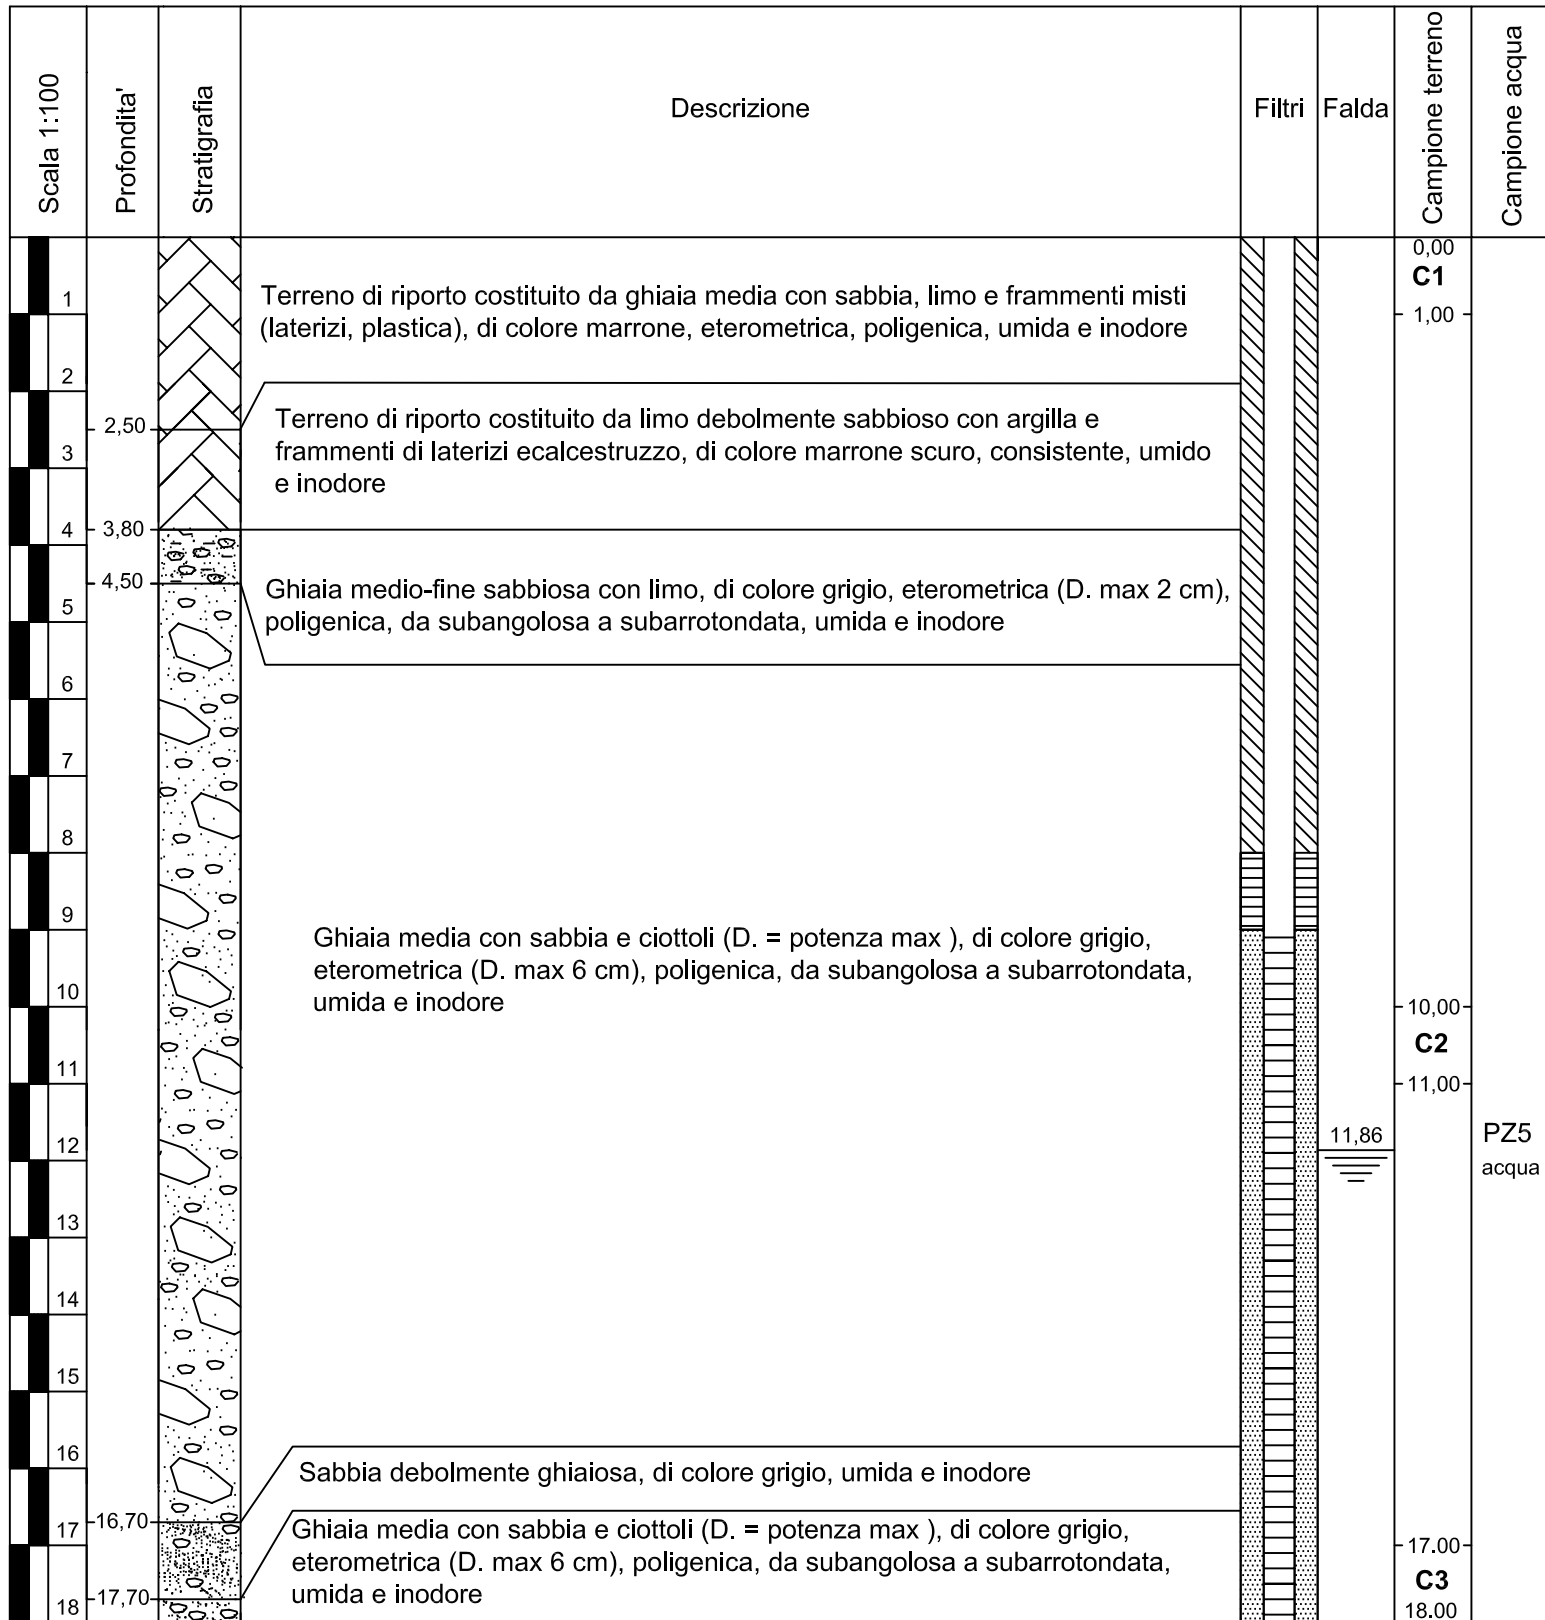 Scala 1:100
Profondita'
Stratigrafia
Descrizione
Filtri
Falda
Campione terreno
Campione acqua
0,00
C1
1
1,00
Terreno di riporto costituito da ghiaia media con sabbia, limo e frammenti misti
(laterizi, plastica), di colore marrone, eterometrica, poligenica, umida e inodore
2
2,50
3
Terreno di riporto costituito da limo debolmente sabbioso con argilla e
frammenti di laterizi ecalcestruzzo, di colore marrone scuro, consistente, umido
e inodore
4
3,80
4,50
5
Ghiaia medio-fine sabbiosa con limo, di colore grigio, eterometrica (D. max 2 cm),
poligenica, da subangolosa a subarrotondata, umida e inodore
6
7
8
9
Ghiaia media con sabbia e ciottoli (D. = potenza max ), di colore grigio,
eterometrica (D. max 6 cm), poligenica, da subangolosa a subarrotondata,
umida e inodore
10
10,00
C2
11
11,00
12
11,86
PZ5
acqua
13
14
15
16
Sabbia debolmente ghiaiosa, di colore grigio, umida e inodore
16,70
17
Ghiaia media con sabbia e ciottoli (D. = potenza max ), di colore grigio,
eterometrica (D. max 6 cm), poligenica, da subangolosa a subarrotondata,
umida e inodore
17.00
C3
17,70
18
18.00